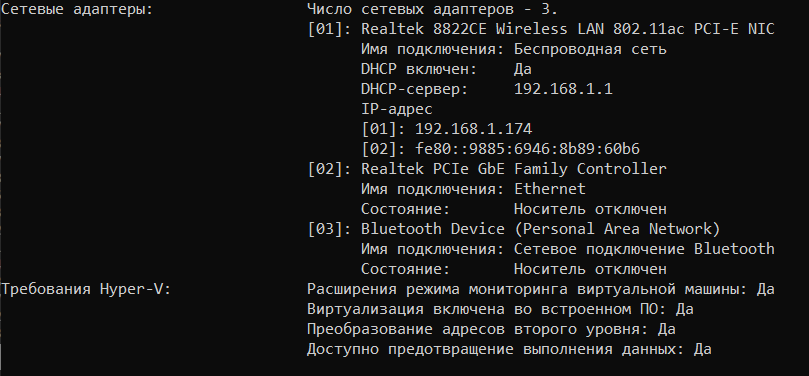 Сетевые адаптеры: Число сетевых адаптеров - 3.
[01]: Realtek 8822CE Wireless LAN 802.11ac PCI-E NIC
Имя подключения: Беспроводная сеть
DHCP включен: Да
DHCP-сервер: 192.168.1.1
IP-адрес
[01]: 192.168.1.174
[02]: fe80::9885:6946:8b89:60b6
[02]: Realtek PCIe GbE Family Controller
Имя подключения: Ethernet
Состояние: Носитель отключен
[03]: Bluetooth Device (Personal Area Network)
Имя подключения: Сетевое подключение Bluetooth
Состояние: Носитель отключен
Требования Hyper-V: Расширения режима мониторинга виртуальной машины: Да
Виртуализация включена во встроенном ПО: Да
Преобразование адресов второго уровня: Да
Доступно предотвращение выполнения данных: Да